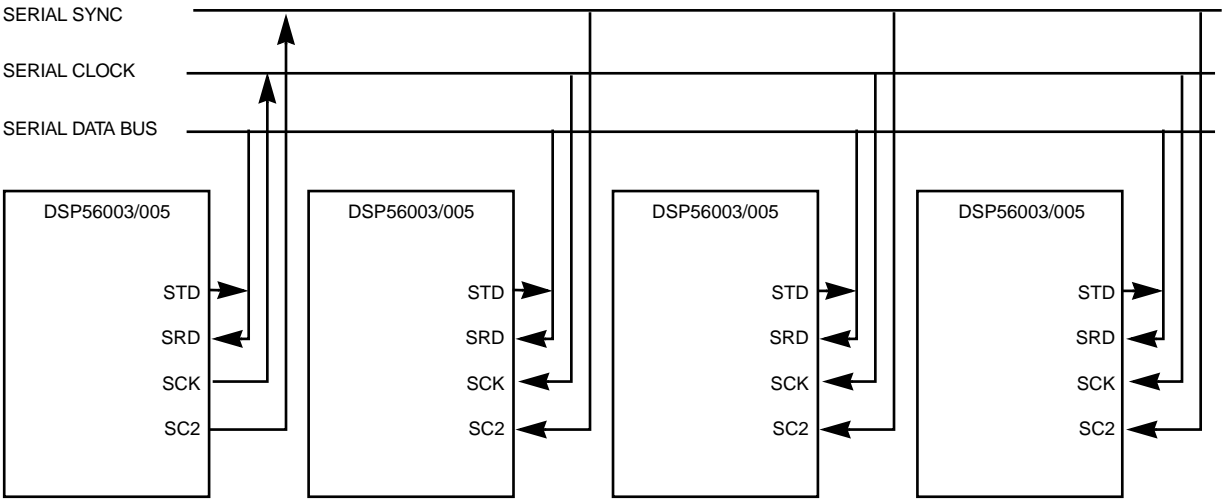 SERIAL SYNC
SERIAL CLOCK
SERIAL DATA BUS
DSP56003/005
STD
SRD
SCK
SC2
DSP56003/005
STD
SRD
SCK
SC2
DSP56003/005
STD
SRD
SCK
SC2
DSP56003/005
STD
SRD
SCK
SC2